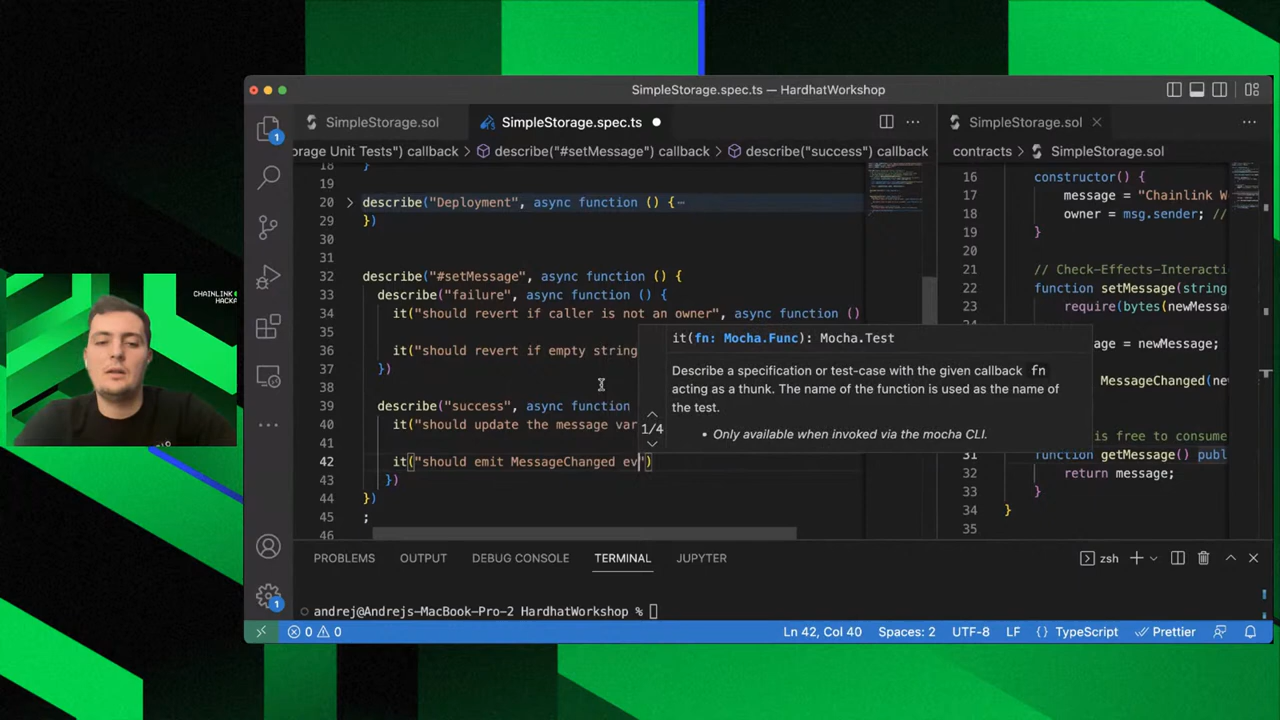 CHAINLINK
HACKA
SimpleStorage.spec.ts — HardhatWorkshop
SimpleStorage.sol
SimpleStorage.spec.ts
SimpleStorage.sol
orage Unit Tests") callback > describe("#setMessage") callback > describe("success") callback
contracts > SimpleStorage.sol
18 }
19
20 describe("Deployment", async function () {
29 })
30
31
32 describe("#setMessage", async function () {
33 describe("failure", async function () {
34 it("should revert if caller is not an owner", async function ()
36 it("should revert if empty string
37 })
38
39 describe("success", async function
40 it("should update the message var
41
42 it("should emit MessageChanged ev")
43 })
44 })
45 ;
46
it(fn: Mocha.Func): Mocha.Test
Describe a specification or test-case with the given callback fn
acting as a thunk. The name of the function is used as the name of
the test.
• Only available when invoked via the mocha CLI.
1/4
16 constructor() {
17 message = "Chainlink W
18 owner = msg.sender; //
19 }
20
21 // Check-Effects-Interacti
22 function setMessage(string
23 require(bytes(newMessa
age = newMessage;
MessageChanged(ne
is free to consume
31 function getMessage() publ
32 return message;
33 }
34 }
35
PROBLEMS OUTPUT DEBUG CONSOLE TERMINAL JUPYTER
zsh
andrej@Andrejs-MacBook-Pro-2 HardhatWorkshop %
1
1
0 0
Ln 42, Col 40 Spaces: 2 UTF-8 LF {} TypeScript Prettier